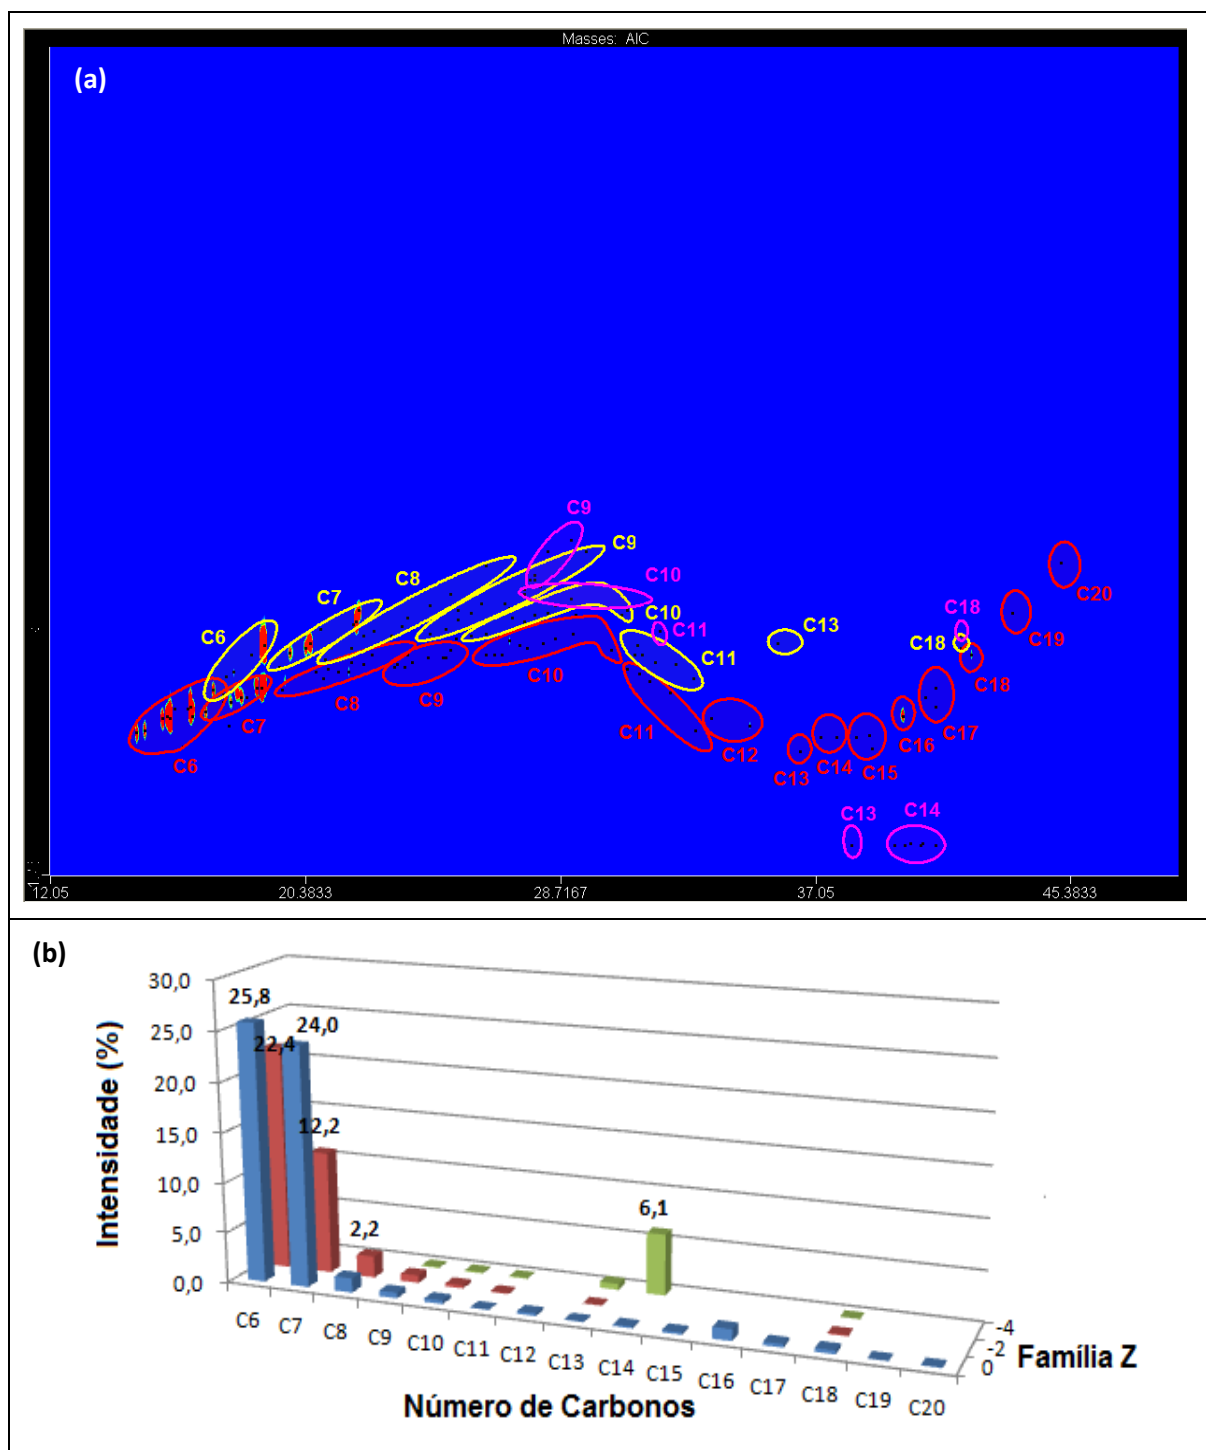 Masses: AIC
(a)
C9
C9
C8
C10
C7
C20
C10
C6
C18
C11
C13
C18
C19
C11
C18
C10
C9
C8
C7
C17
C11
C16
C6
C12
C14
C15
C13
C13
C14
12.05 20.3833 28.7167 37.05 45.3833
(b)
30,0
25,8
25,0
24,0
22,4
20,0
15,0
12,2
10,0
6,1
5,0
2,2
0,0
Intensidade (%)
C6 C7 C8 C9 C10 C11 C12 C13 C14 C15 C16 C17 C18 C19 C20
-4
-2
0
Família Z
Número de Carbonos